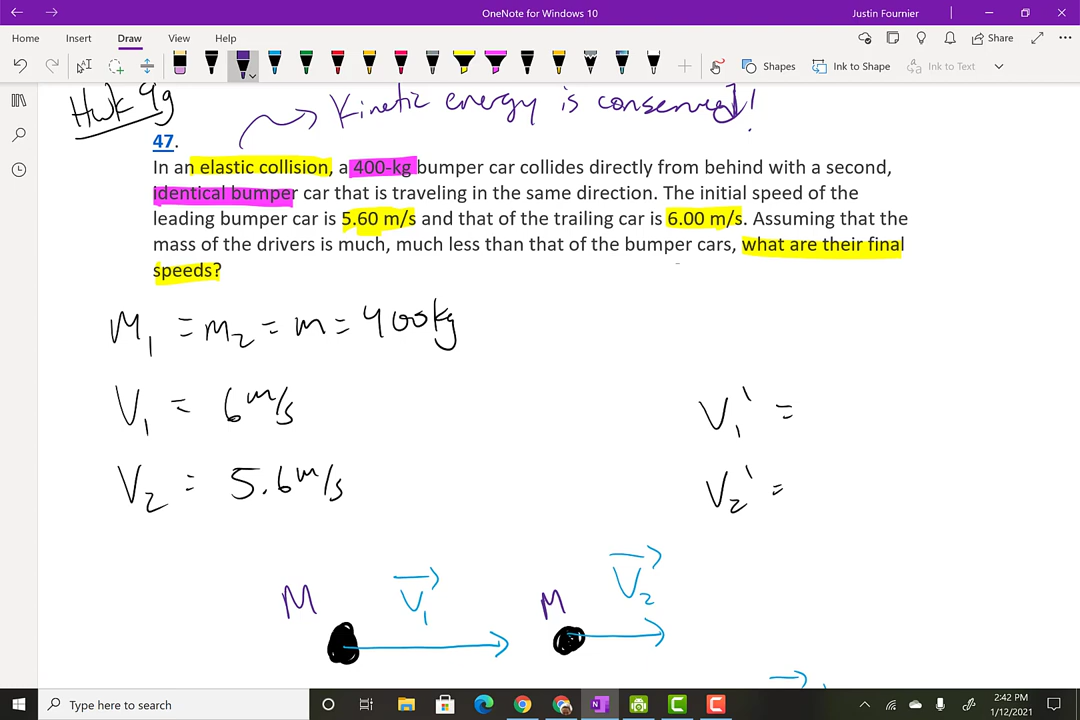 OneNote for Windows 10
Justin Fournier
Home Insert Draw View Help
Share
Shapes Ink to Shape Ink to Text
Hwk 9g
Kinetic energy is conserved!
47.
In an elastic collision, a 400-kg bumper car collides directly from behind with a second,
identical bumper car that is traveling in the same direction. The initial speed of the
leading bumper car is 5.60 m/s and that of the trailing car is 6.00 m/s. Assuming that the
mass of the drivers is much, much less than that of the bumper cars, what are their final
speeds?
M₁ = m₂ = m = 400kg
V₁ = 6 m/s
V₁' =
V₂ = 5.6 m/s
V₂' =
M V₁ M V₂
Type here to search
2:42 PM
1/12/2021